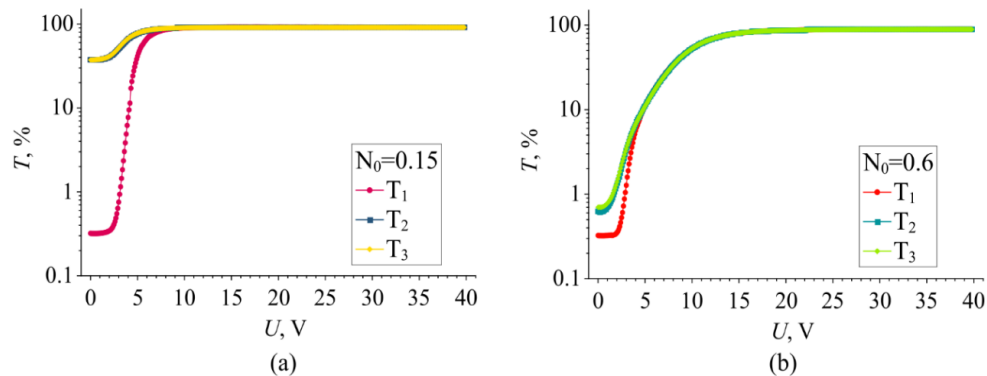 100
10
1
0.1
T, %
N₀=0.15
T₁
T₂
T₃
0 5 10 15 20 25 30 35 40
U, V
(a)
100
10
1
0.1
T, %
N₀=0.6
T₁
T₂
T₃
0 5 10 15 20 25 30 35 40
U, V
(b)